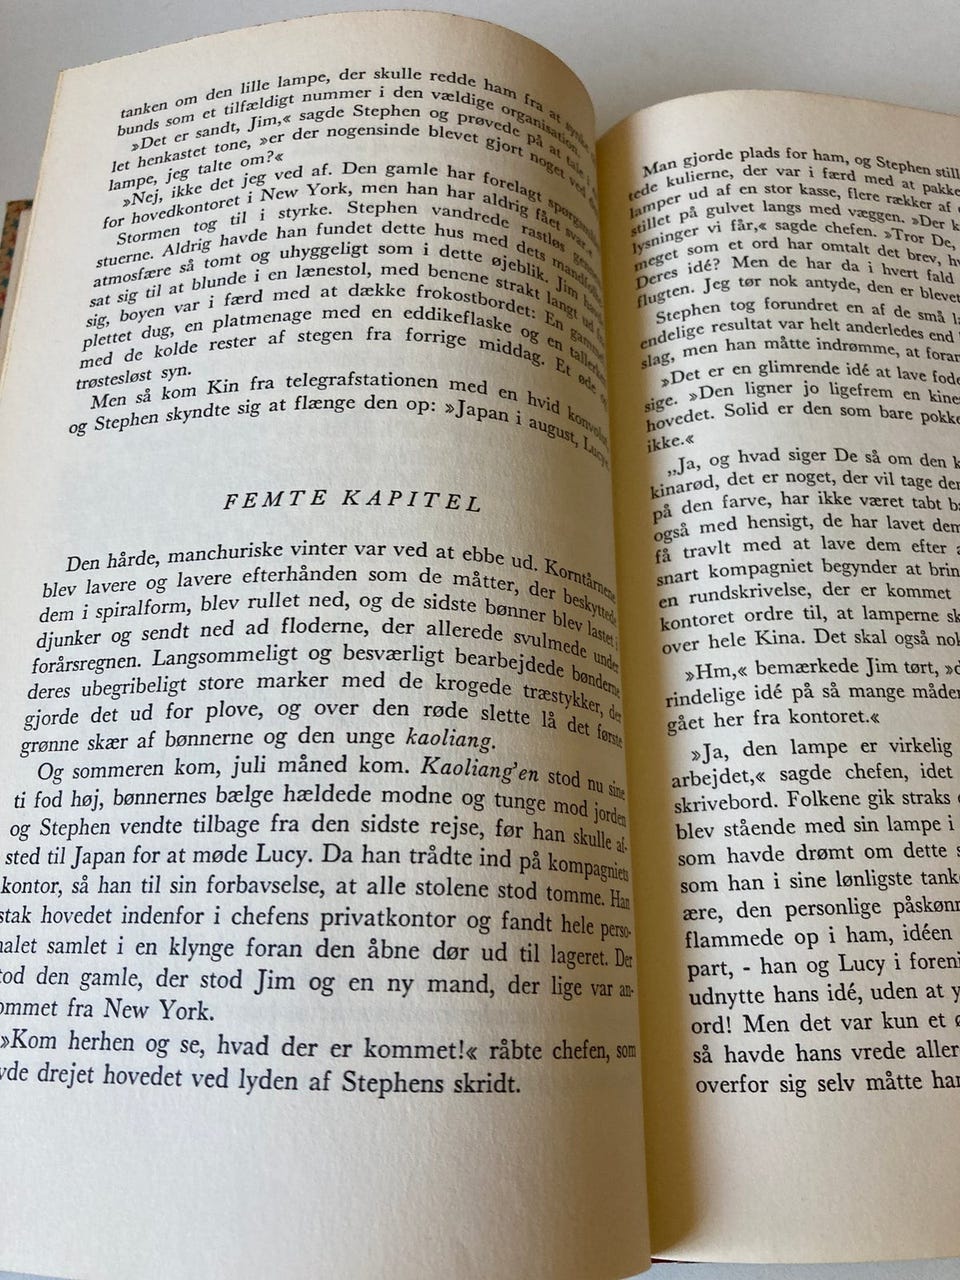 tanken om den lille lampe, der skulle redde ham fra at synke
bunds som et tilfældigt nummer i den vældige organisation.
»Det er sandt, Jim,« sagde Stephen og prøvede på at tale i
let henkastet tone, »er der nogensinde blevet gjort noget ved den
lampe, jeg talte om?«
»Nej, ikke det jeg ved af. Den gamle har forelagt spørgsmålet
for hovedkontoret i New York, men han har aldrig fået svar.«
Stormen tog til i styrke. Stephen vandrede rastløs gennem
stuerne. Aldrig havde han fundet dette hus med dets mandfolke-
atmosfære så tomt og uhyggeligt som i dette øjeblik. Jim havde
sat sig til at blunde i en lænestol, med benene strakt langt ud fra
sig, boyen var i færd med at dække frokostbordet: En gammel
plettet dug, en platmenage med en eddikeflaske og en tallerken
med de kolde rester af stegen fra forrige middag. Et øde og
trøstesløst syn.
Men så kom Kin fra telegrafstationen med en hvid konvolut,
og Stephen skyndte sig at flænge den op: »Japan i august, Lucy.
FEMTE KAPITEL
Den hårde, manchuriske vinter var ved at ebbe ud. Korntårnene
blev lavere og lavere efterhånden som de måtter, der beskyttede
dem i spiralform, blev rullet ned, og de sidste bønner blev lastet i
djunker og sendt ned ad floderne, der allerede svulmede under
forårsregnen. Langsommeligt og besværligt bearbejdede bønderne
deres ubegribeligt store marker med de krogede træstykker, der
gjorde det ud for plove, og over den røde slette lå det første
grønne skær af bønnerne og den unge kaoliang.
Og sommeren kom, juli måned kom. Kaoliang'en stod nu sine
ti fod høj, bønnernes bælge hældede modne og tunge mod jorden
og Stephen vendte tilbage fra den sidste rejse, før han skulle af-
sted til Japan for at møde Lucy. Da han trådte ind på kompagniets
kontor, så han til sin forbavselse, at alle stolene stod tomme. Han
stak hovedet indenfor i chefens privatkontor og fandt hele perso-
nalet samlet i en klynge foran den åbne dør ud til lageret. Der
tod den gamle, der stod Jim og en ny mand, der lige var an-
ommet fra New York.
»Kom herhen og se, hvad der er kommet!« råbte chefen, som
vde drejet hovedet ved lyden af Stephens skridt.
Man gjorde plads for ham, og Stephen still
tede kulierne, der var i færd med at pakke
lamper ud af en stor kasse, flere rækker af
stillet på gulvet langs med væggen. »Der k
lysninger vi får,« sagde chefen. »Tror De,
meget som et ord har omtalt det brev, hv
Deres idé? Men de har da i hvert fald
flugten. Jeg tør nok antyde, den er blevet
Stephen tog forundret en af de små la
endelige resultat var helt anderledes end
slag, men han måtte indrømme, at foran
»Det er en glimrende idé at lave fode
sige. »Den ligner jo ligefrem en kines
hovedet. Solid er den som bare pokke
ikke.«
„Ja, og hvad siger De så om den k
kinarød, det er noget, der vil tage den
på den farve, har ikke været tabt b
også med hensigt, de har lavet dem
få travlt med at lave dem efter a
snart kompagniet begynder at brin
en rundskrivelse, der er kommet
kontoret ordre til, at lamperne sk
over hele Kina. Det skal også nok
»Hm,« bemærkede Jim tørt, »d
rindelige idé på så mange måder
gået her fra kontoret.«
»Ja, den lampe er virkelig
arbejdet,« sagde chefen, idet
skrivebord. Folkene gik straks
blev stående med sin lampe i
som havde drømt om dette s
som han i sine lønligste tanke
ære, den personlige påskønn
flammede op i ham, idéen
part, - han og Lucy i foreni
udnytte hans idé, uden at y
ord! Men det var kun et ø
så havde hans vrede aller
overfor sig selv måtte han